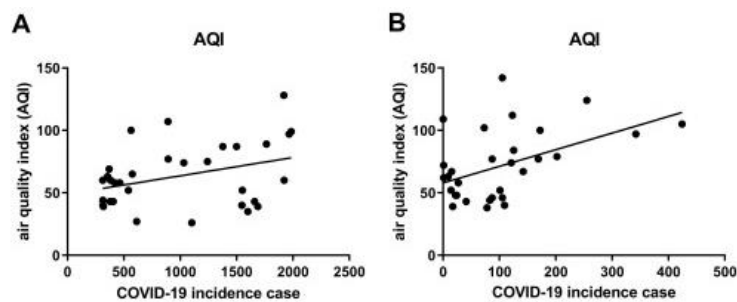 A
AQI
air quality index (AQI)
150
100
50
0
0 500 1000 1500 2000 2500
COVID-19 incidence case
B
AQI
air quality index (AQI)
150
100
50
0
0 100 200 300 400 500
COVID-19 incidence case